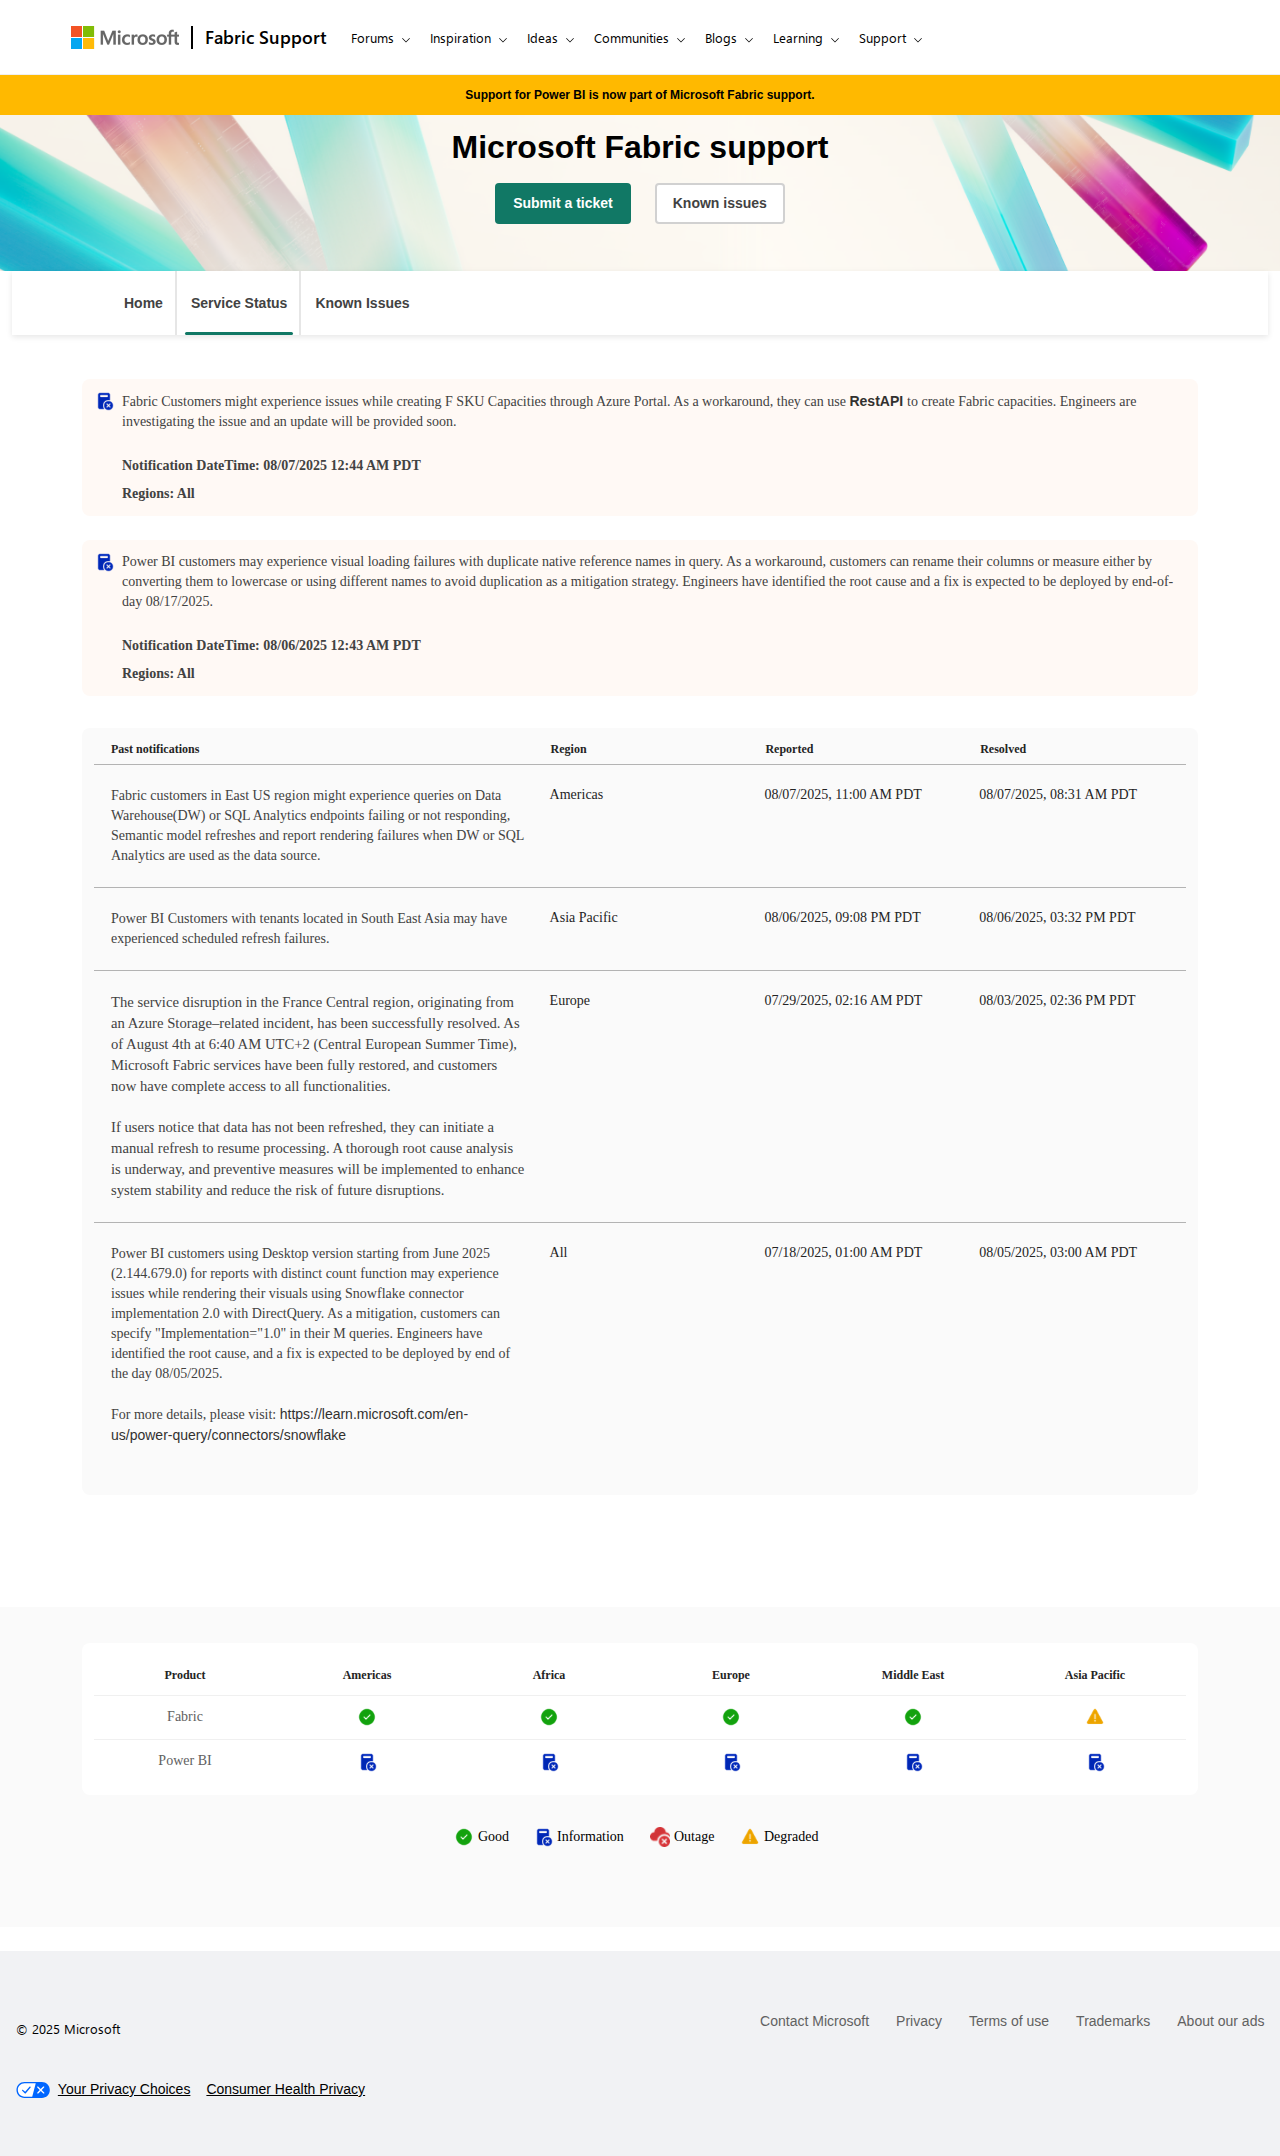 Microsoft
Fabric Support
Forums
Inspiration
Ideas
Communities
Blogs
Learning
Support
Support for Power BI is now part of Microsoft Fabric support.
Microsoft Fabric support
Submit a ticket
Known issues
Home
Service Status
Known Issues
Fabric Customers might experience issues while creating F SKU Capacities through Azure Portal. As a workaround, they can use RestAPI to create Fabric capacities. Engineers are
investigating the issue and an update will be provided soon.
Notification DateTime: 08/07/2025 12:44 AM PDT
Regions: All
Power BI customers may experience visual loading failures with duplicate native reference names in query. As a workaround, customers can rename their columns or measure either by
converting them to lowercase or using different names to avoid duplication as a mitigation strategy. Engineers have identified the root cause and a fix is expected to be deployed by end-of-
day 08/17/2025.
Notification DateTime: 08/06/2025 12:43 AM PDT
Regions: All
Past notifications Region Reported Resolved
Fabric customers in East US region might experience queries on Data
Warehouse(DW) or SQL Analytics endpoints failing or not responding,
Semantic model refreshes and report rendering failures when DW or SQL
Analytics are used as the data source.
Americas
08/07/2025, 11:00 AM PDT
08/07/2025, 08:31 AM PDT
Power BI Customers with tenants located in South East Asia may have
experienced scheduled refresh failures.
Asia Pacific
08/06/2025, 09:08 PM PDT
08/06/2025, 03:32 PM PDT
The service disruption in the France Central region, originating from
an Azure Storage–related incident, has been successfully resolved. As
of August 4th at 6:40 AM UTC+2 (Central European Summer Time),
Microsoft Fabric services have been fully restored, and customers
now have complete access to all functionalities.
If users notice that data has not been refreshed, they can initiate a
manual refresh to resume processing. A thorough root cause analysis
is underway, and preventive measures will be implemented to enhance
system stability and reduce the risk of future disruptions.
Europe
07/29/2025, 02:16 AM PDT
08/03/2025, 02:36 PM PDT
Power BI customers using Desktop version starting from June 2025
(2.144.679.0) for reports with distinct count function may experience
issues while rendering their visuals using Snowflake connector
implementation 2.0 with DirectQuery. As a mitigation, customers can
specify "Implementation="1.0" in their M queries. Engineers have
identified the root cause, and a fix is expected to be deployed by end of
the day 08/05/2025.
For more details, please visit: https://learn.microsoft.com/en-
us/power-query/connectors/snowflake
All
07/18/2025, 01:00 AM PDT
08/05/2025, 03:00 AM PDT
Product Americas Africa Europe Middle East Asia Pacific
Fabric
Power BI
Good Information Outage Degraded
© 2025 Microsoft
Contact Microsoft Privacy Terms of use Trademarks About our ads
Your Privacy Choices Consumer Health Privacy